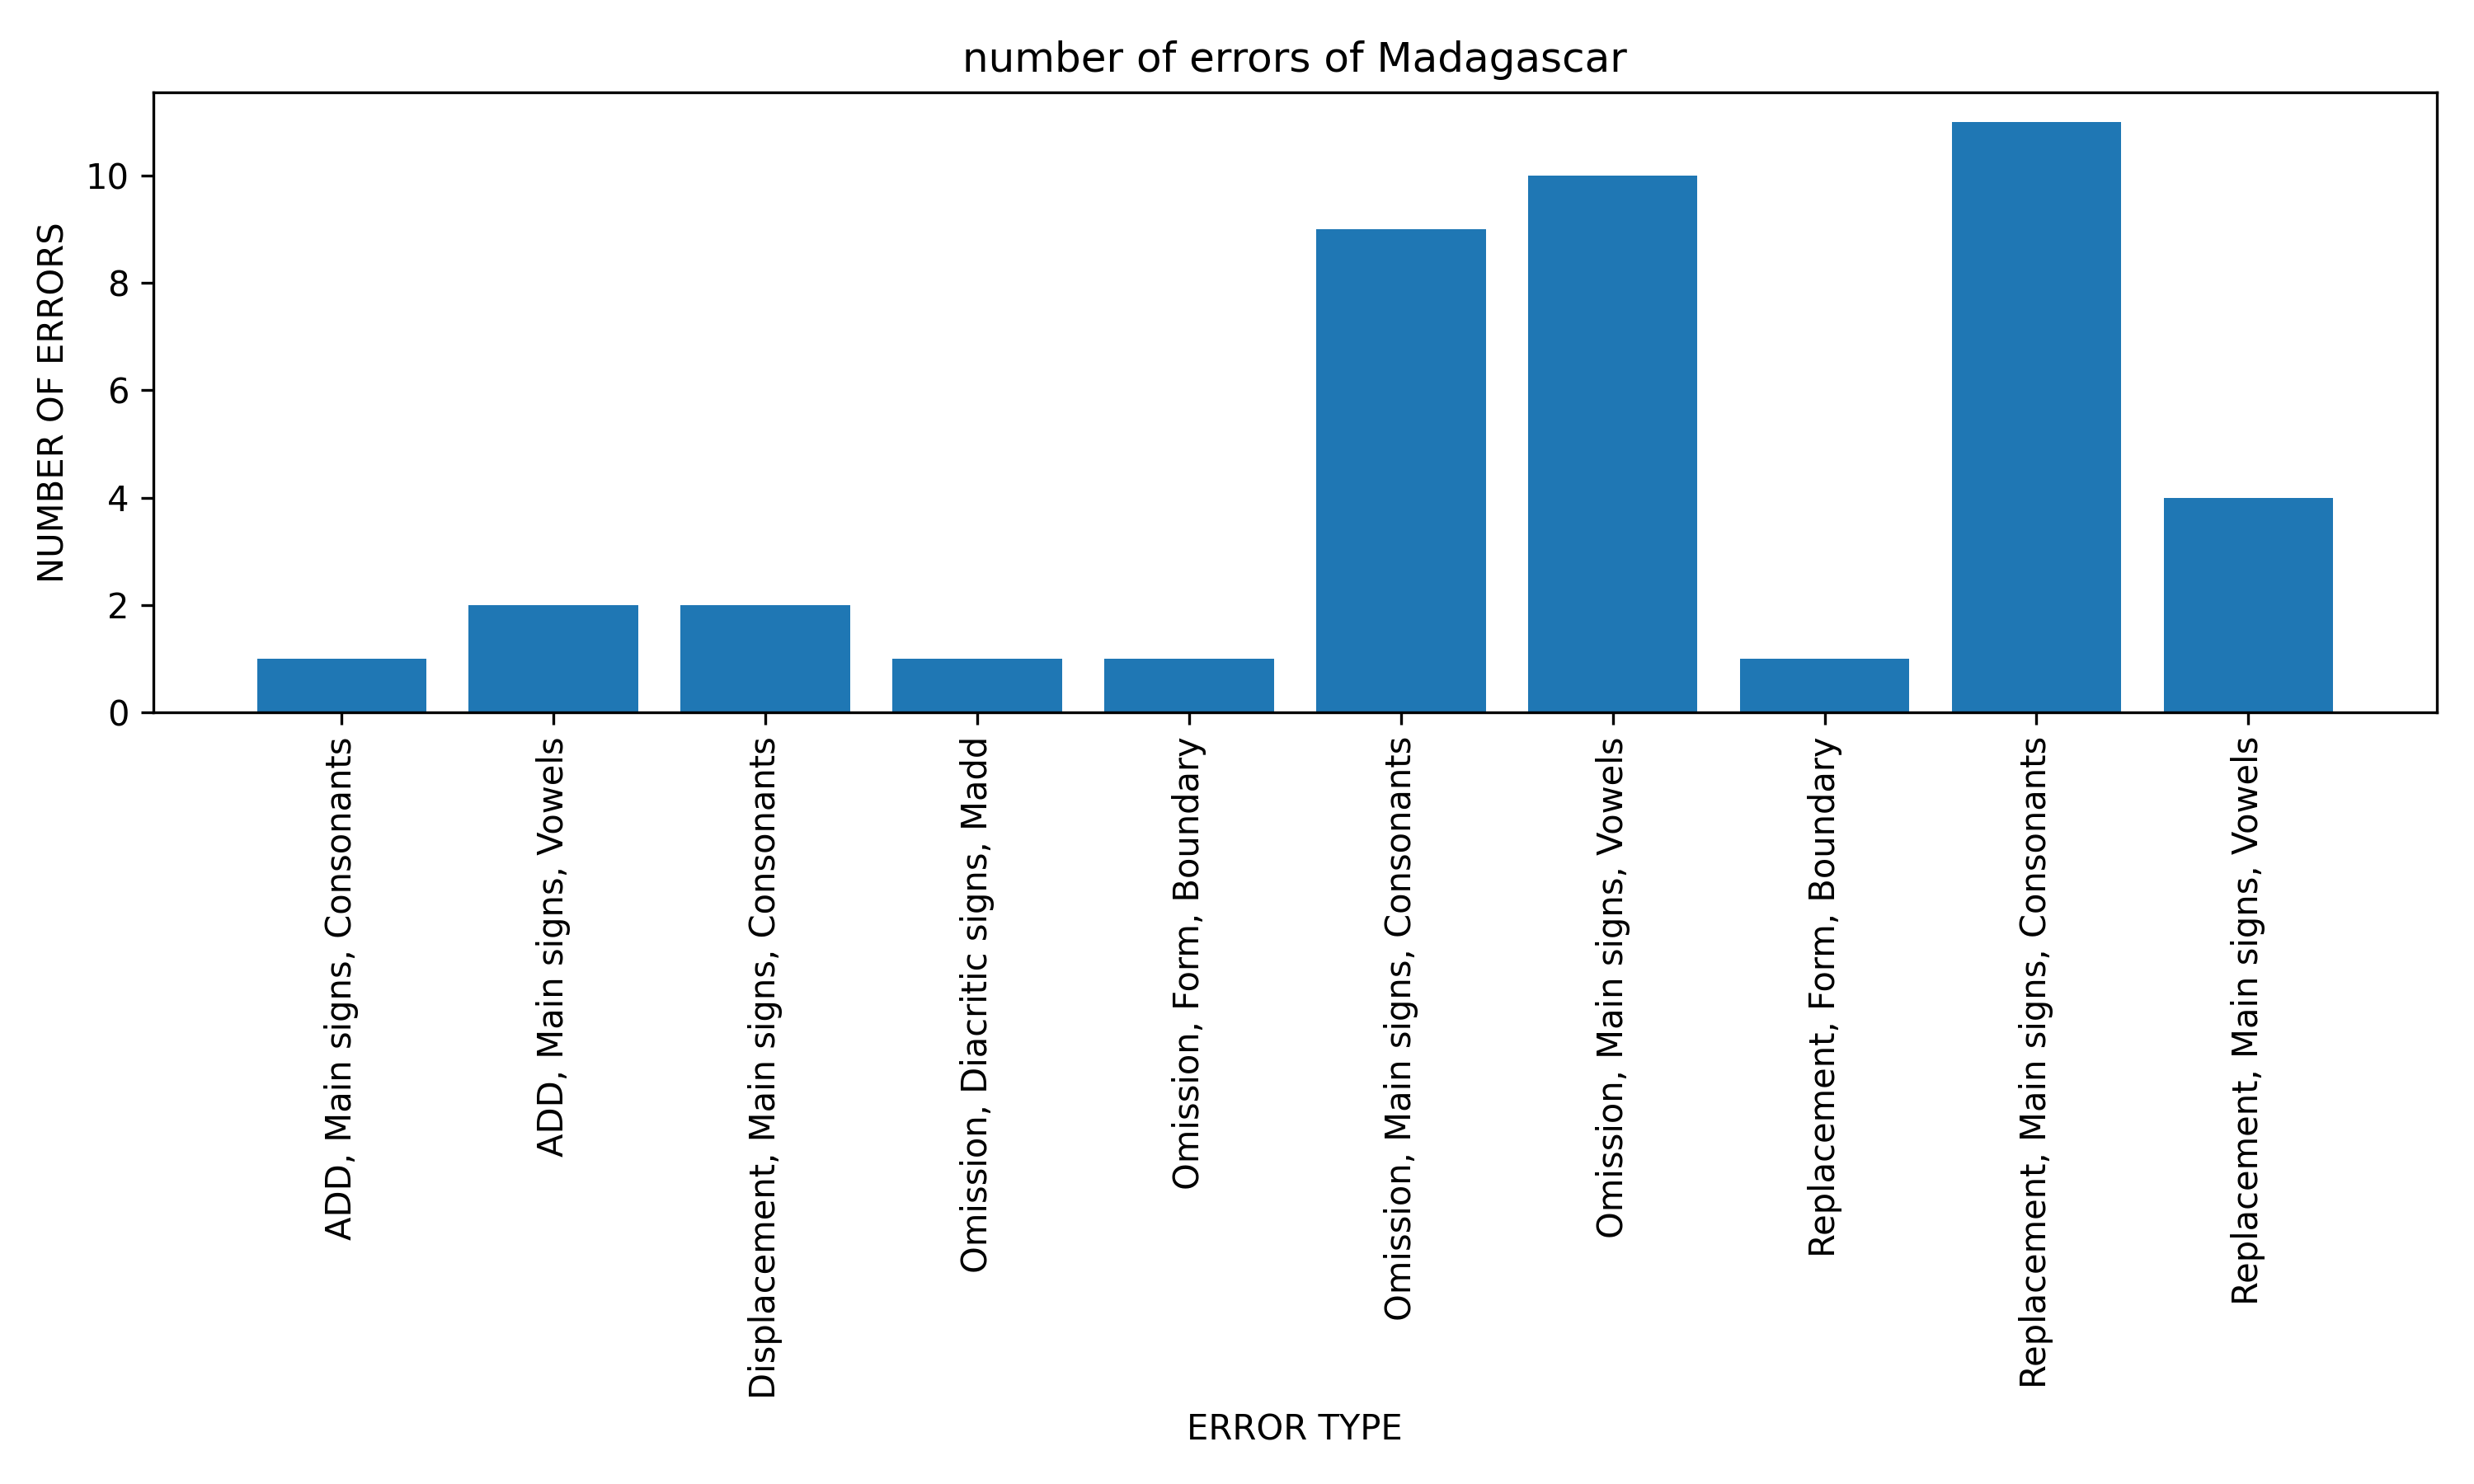 number of errors of Madagascar
NUMBER OF ERRORS
10
8
6
4
2
0
ADD, Main signs, Consonants
ADD, Main signs, Vowels
Displacement, Main signs, Consonants
Omission, Diacritic signs, Madd
Omission, Form, Boundary
Omission, Main signs, Consonants
Omission, Main signs, Vowels
Replacement, Form, Boundary
Replacement, Main signs, Consonants
Replacement, Main signs, Vowels
ERROR TYPE